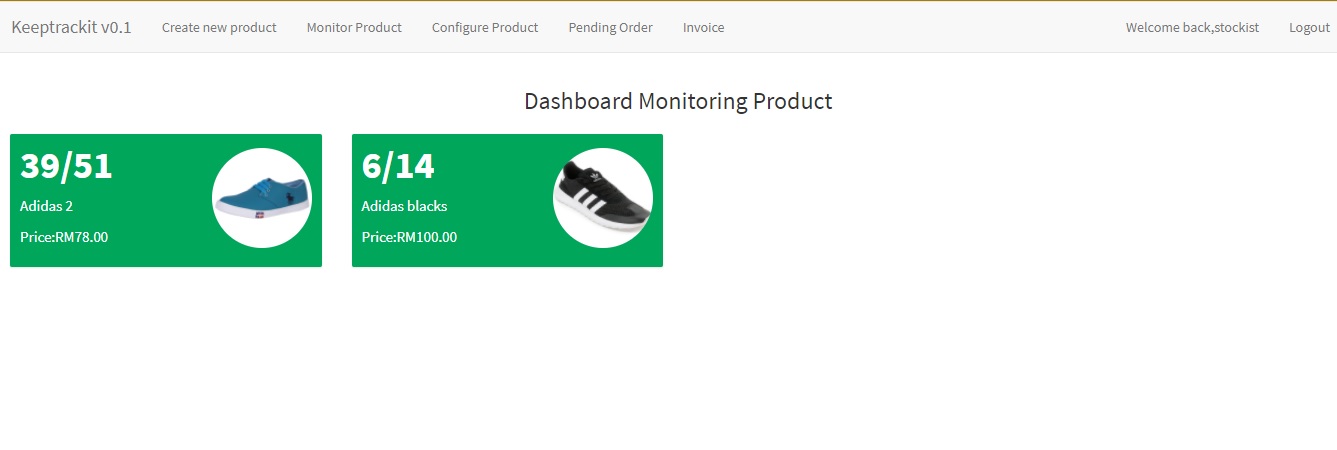 Keeptrackit v0.1 Create new product Monitor Product Configure Product Pending Order Invoice Welcome back,stockist Logout
Dashboard Monitoring Product
39/51
Adidas 2
Price:RM78.00
6/14
Adidas blacks
Price:RM100.00